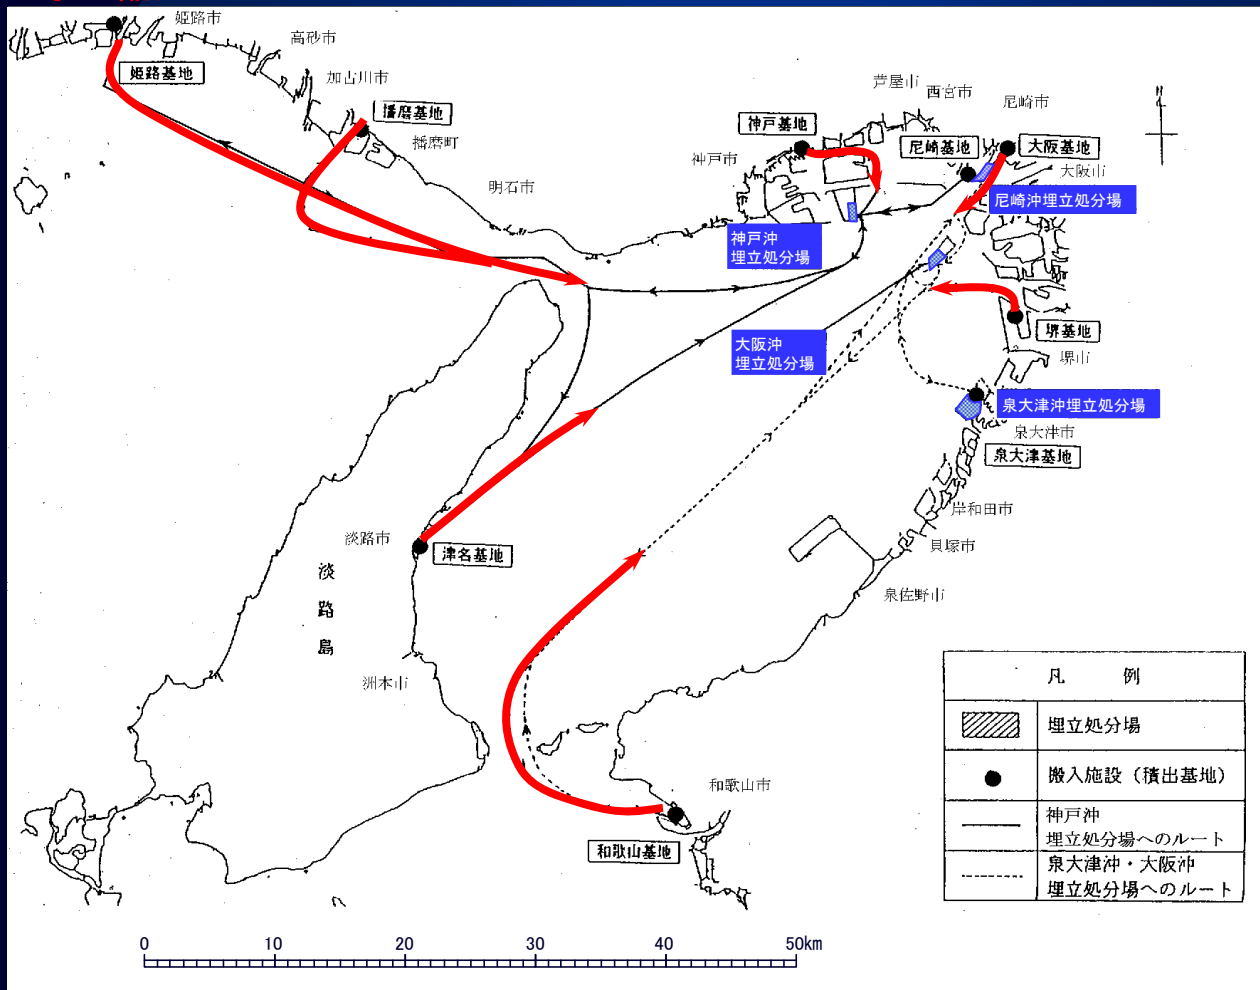 姫路市
高砂市
姫路基地
加古川市
播磨基地
播磨町
明石市
芦屋市
西宮市
尼崎市
神戸基地
尼崎基地
大阪基地
神戸市
大阪市
尼崎沖埋立処分場
神戸沖
埋立処分場
大阪沖
埋立処分場
堺基地
堺市
泉大津沖埋立処分場
泉大津市
泉大津基地
岸和田市
貝塚市
泉佐野市
淡路市
津名基地
淡
路
島
洲本市
和歌山市
和歌山基地
N
凡 例
埋立処分場
搬入施設(積出基地)
神戸沖
埋立処分場へのルート
泉大津沖・大阪沖
埋立処分場へのルート
0 10 20 30 40 50km